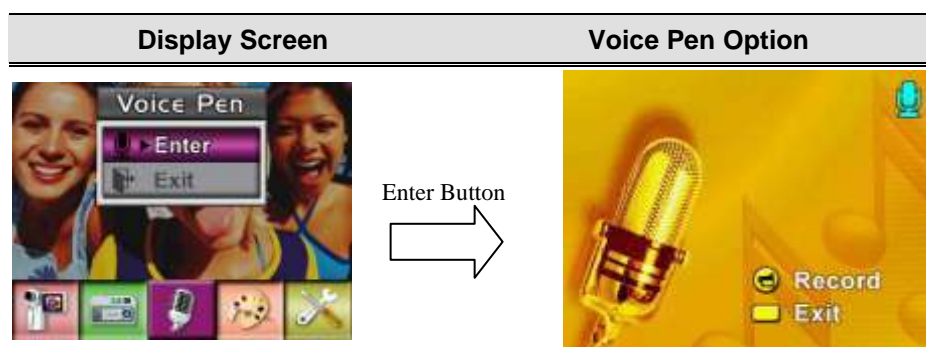 Display Screen Voice Pen Option
Voice Pen
Enter
Exit
Enter Button
Record
Exit